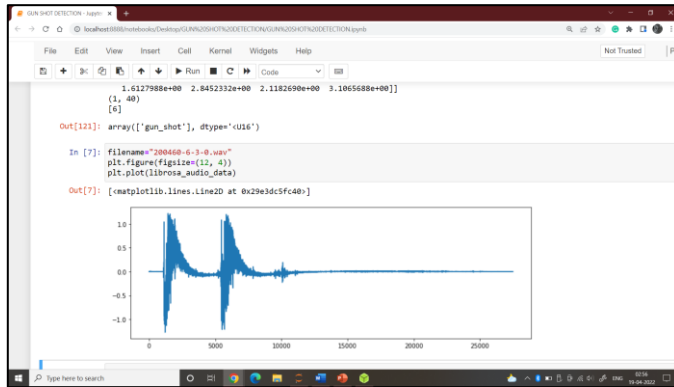 GUN SHOT DETECTION - Jupyter
localhost:8888/notebooks/Desktop/GUN%20SHOT%20DETECTION/GUN%20SHOT%20DETECTION.ipynb
File Edit View Insert Cell Kernel Widgets Help Not Trusted
Run Code
1.6127988e+00 2.8452332e+00 2.1182690e+00 3.1065688e+00]]
(1, 40)
[6]
Out[121]: array(['gun_shot'], dtype='<U16')
In [7]: filename="200460-6-3-0.wav"
plt.figure(figsize=(12, 4))
plt.plot(librosa_audio_data)
Out[7]: [<matplotlib.lines.Line2D at 0x29e3dc5fc40>]
1.0
0.5
0.0
−0.5
−1.0
0 5000 10000 15000 20000 25000
Type here to search
ENG 02:56
19-04-2022